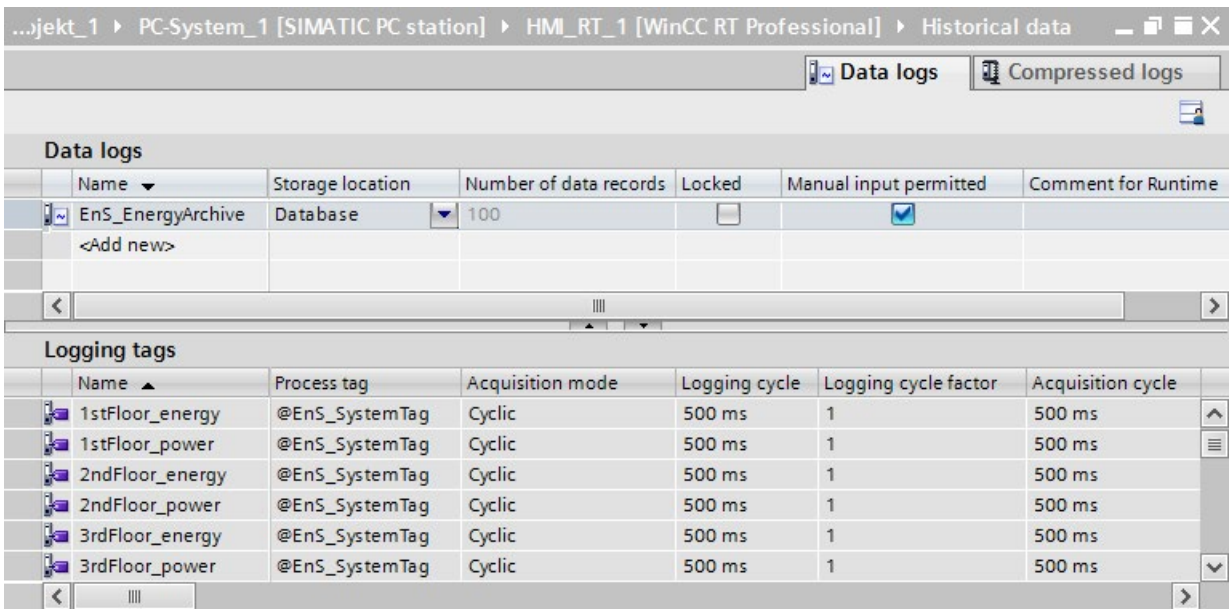 ...ojekt_1 ▸ PC-System_1 [SIMATIC PC station] ▸ HMI_RT_1 [WinCC RT Professional] ▸ Historical data
Data logs Compressed logs
Data logs
Name Storage location Number of data records Locked Manual input permitted Comment for Runtime
EnS_EnergyArchive Database 100
<Add new>
Logging tags
Name Process tag Acquisition mode Logging cycle Logging cycle factor Acquisition cycle
1stFloor_energy @EnS_SystemTag Cyclic 500 ms 1 500 ms
1stFloor_power @EnS_SystemTag Cyclic 500 ms 1 500 ms
2ndFloor_energy @EnS_SystemTag Cyclic 500 ms 1 500 ms
2ndFloor_power @EnS_SystemTag Cyclic 500 ms 1 500 ms
3rdFloor_energy @EnS_SystemTag Cyclic 500 ms 1 500 ms
3rdFloor_power @EnS_SystemTag Cyclic 500 ms 1 500 ms